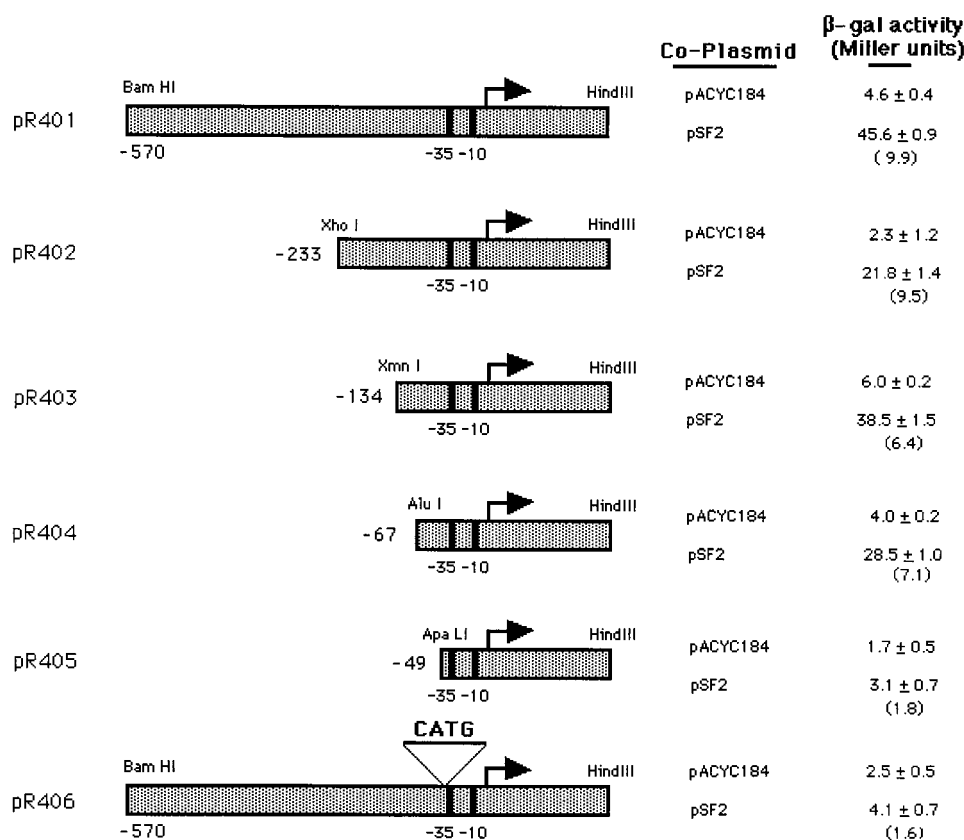 β-gal activity
Co-Plasmid (Miller units)
Bam HI HindIII pACYC184 4.6 ± 0.4
pR401
pSF2 45.6 ± 0.9
-570 -35 -10 (9.9)
Xho I HindIII pACYC184 2.3 ± 1.2
pR402 -233
pSF2 21.8 ± 1.4
-35 -10 (9.5)
Xmn I HindIII
pACYC184 6.0 ± 0.2
pR403 -134
-35 -10 pSF2 38.5 ± 1.5
(6.4)
Alu I HindIII
pACYC184 4.0 ± 0.2
pR404 -67
-35 -10 pSF2 28.5 ± 1.0
(7.1)
Apa LI HindIII
pACYC184 1.7 ± 0.5
pR405 -49
-35 -10 pSF2 3.1 ± 0.7
(1.8)
CATG
Bam HI HindIII pACYC184 2.5 ± 0.5
pR406
pSF2 4.1 ± 0.7
-570 -35 -10 (1.6)